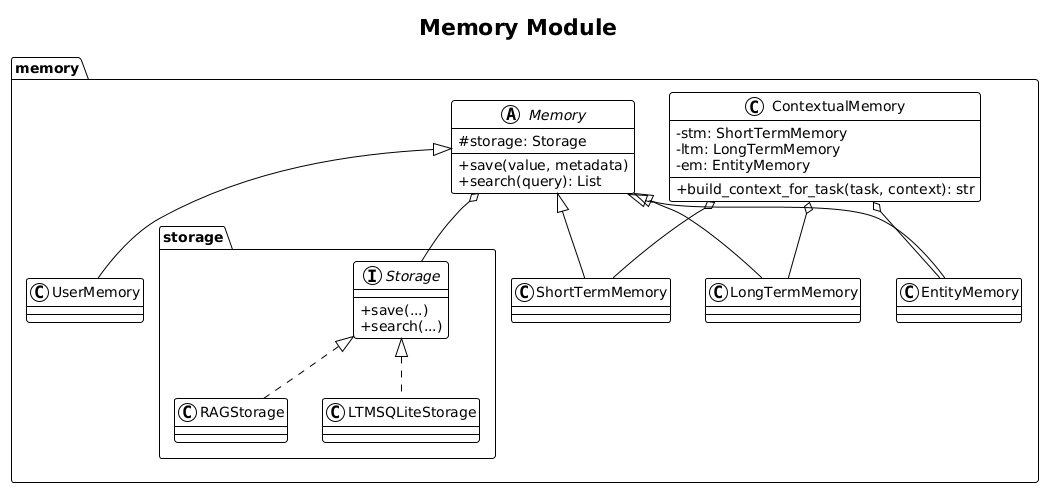 Memory Module
memory
A Memory
#storage: Storage
+save(value, metadata)
+search(query): List
C ContextualMemory
-stm: ShortTermMemory
-ltm: LongTermMemory
-em: EntityMemory
+build_context_for_task(task, context): str
storage
I Storage
+save(...)
+search(...)
C UserMemory
C ShortTermMemory
C LongTermMemory
C EntityMemory
C RAGStorage
C LTMSQLiteStorage